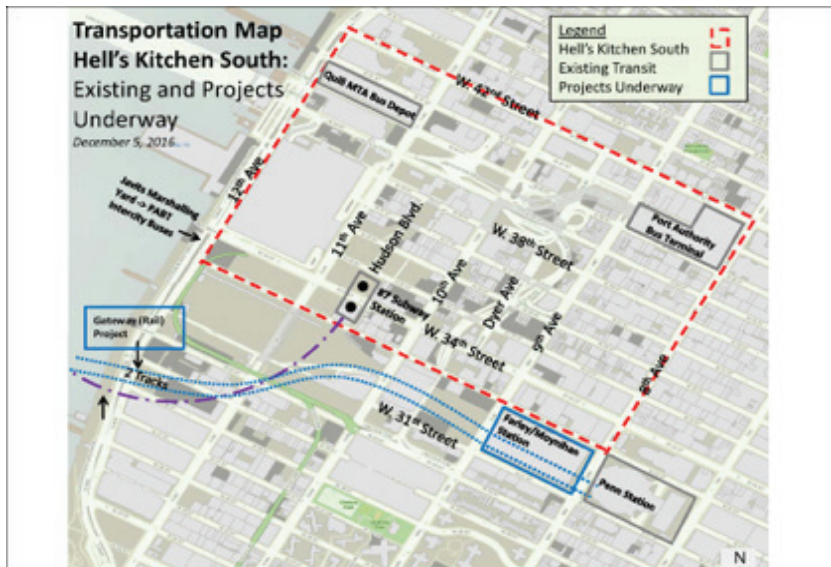 Transportation Map
Hell's Kitchen South:
Existing and Projects
Underway
December 5, 2016
Legend
Hell's Kitchen South
Existing Transit
Projects Underway
W. 42nd Street
Quill MTA Bus Depot
12th Ave
Javits Marshalling
Yard -> PABT
Intercity Buses
11th Ave
Hudson Blvd.
W. 38th Street
Port Authority
Bus Terminal
10th Ave
Dyer Ave
#7 Subway
Station
W. 34th Street
9th Ave
8th Ave
Gateway (Rail)
Project
2 Tracks
W. 31st Street
Farley/Moynihan
Station
Penn Station
N